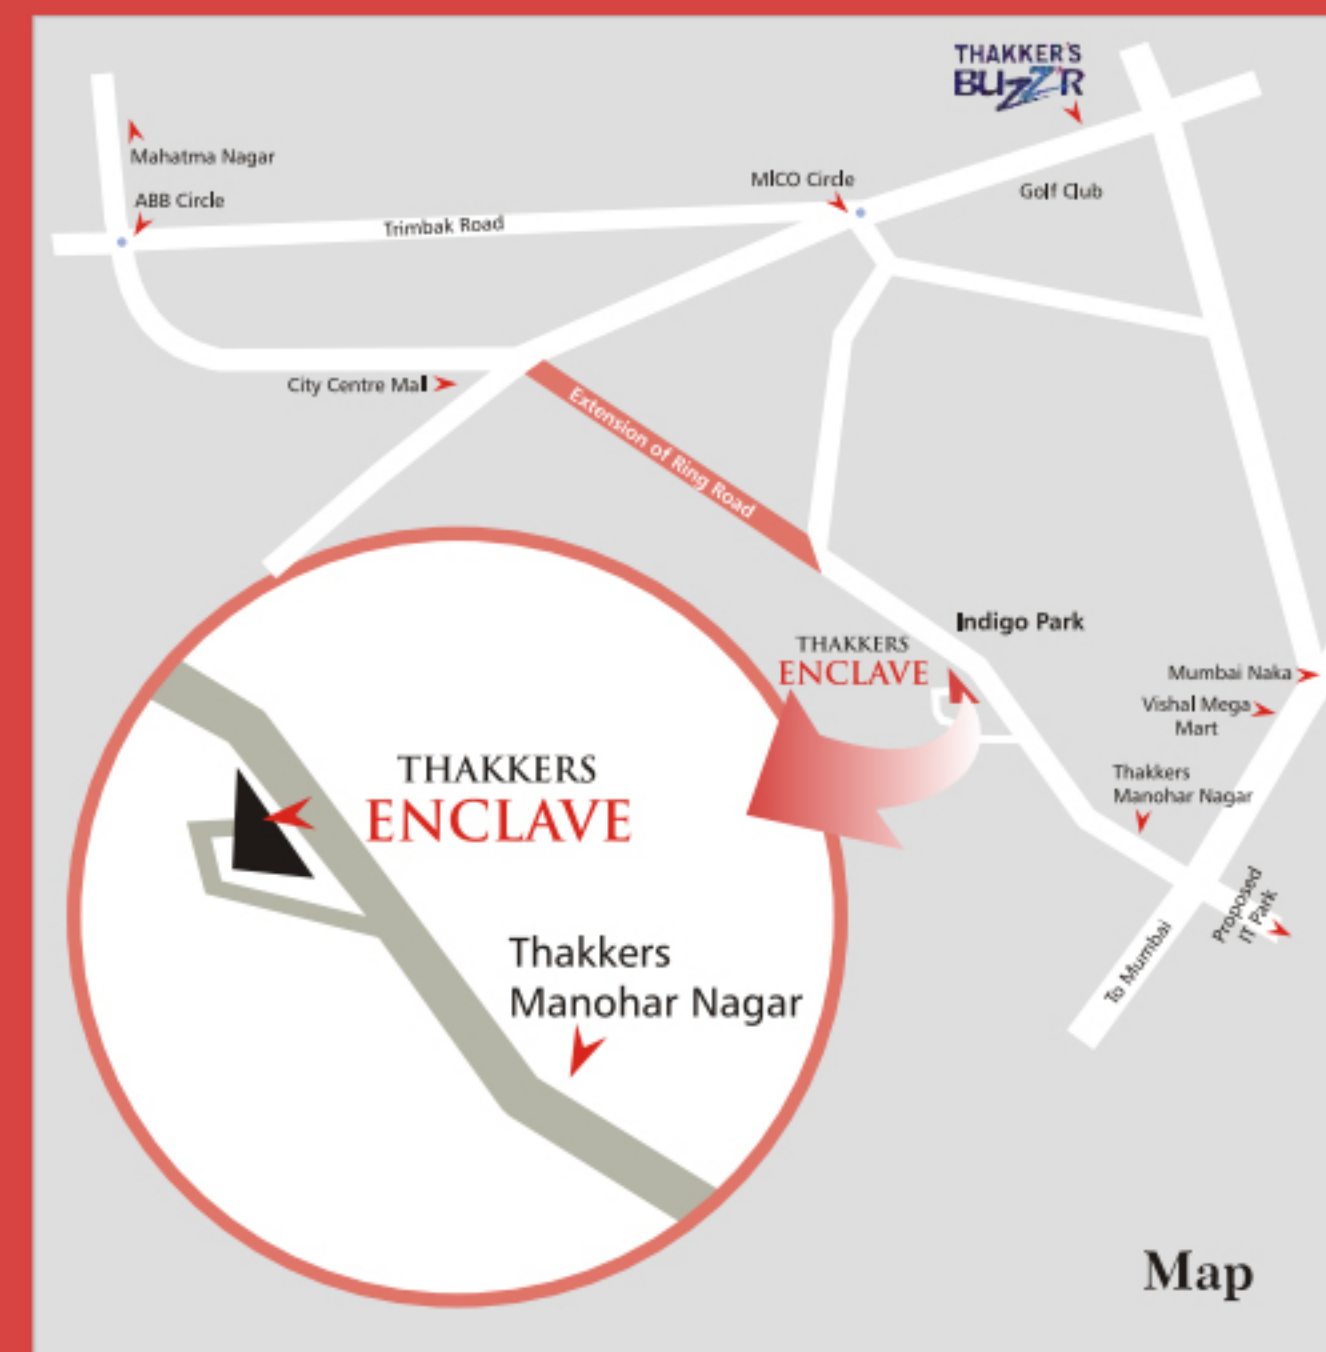 THAKKER'S
BUZZ'R
Mahatma Nagar
ABB Circle
MICO Circle
Golf Club
Trimbak Road
City Centre Mall
Extension of Ring Road
Indigo Park
THAKKERS
ENCLAVE
Mumbai Naka
Vishal Mega
Mart
Thakkers
Manohar Nagar
Proposed
IT Park
To Mumbai
THAKKERS
ENCLAVE
Thakkers
Manohar Nagar
Map